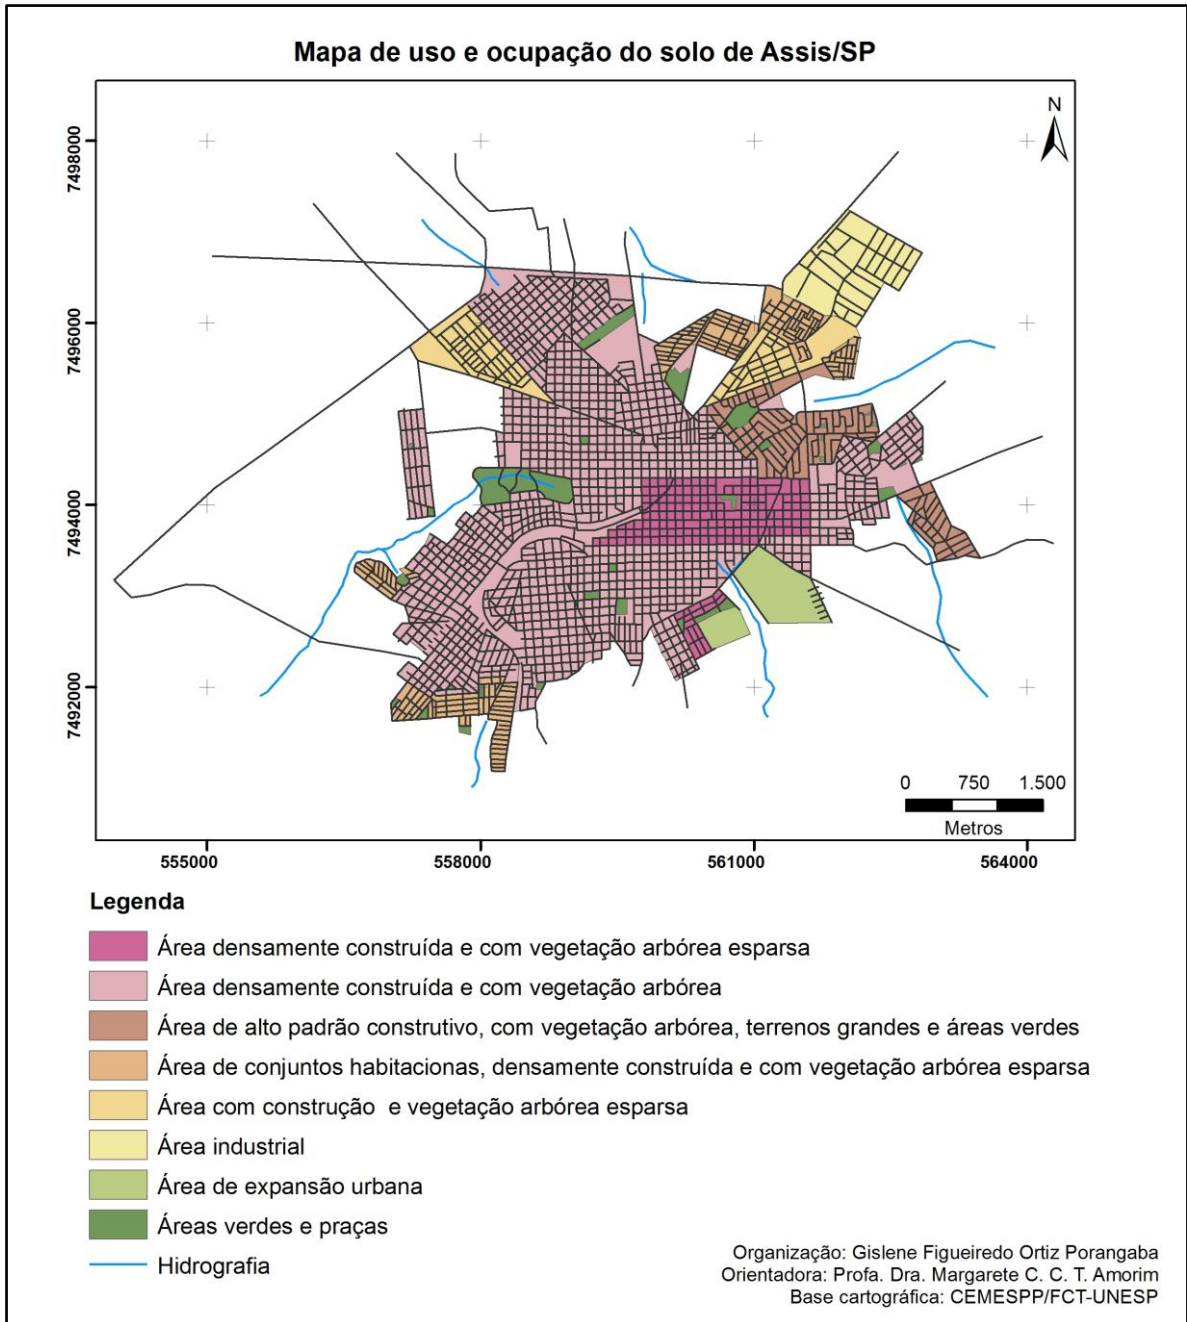 Mapa de uso e ocupação do solo de Assis/SP
N
7498000
7496000
7494000
7492000
0 750 1.500
Metros
555000 558000 561000 564000
Legenda
Área densamente construída e com vegetação arbórea esparsa
Área densamente construída e com vegetação arbórea
Área de alto padrão construtivo, com vegetação arbórea, terrenos grandes e áreas verdes
Área de conjuntos habitacionas, densamente construída e com vegetação arbórea esparsa
Área com construção e vegetação arbórea esparsa
Área industrial
Área de expansão urbana
Áreas verdes e praças
Hidrografia
Organização: Gislene Figueiredo Ortiz Porangaba
Orientadora: Profa. Dra. Margarete C. C. T. Amorim
Base cartográfica: CEMESPP/FCT-UNESP